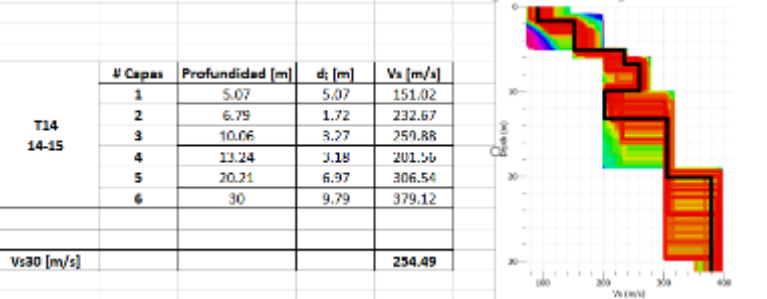 # Capas Profundidad [m] di [m] Vs [m/s]
T14
14-15
1 5.07 5.07 151.02
2 6.79 1.72 232.67
3 10.06 3.27 259.88
4 13.24 3.18 201.56
5 20.21 6.97 306.54
6 30 9.79 379.12
Vs30 [m/s] 254.49
0
10
20
30
100 200 300 400
Vs (m/s)